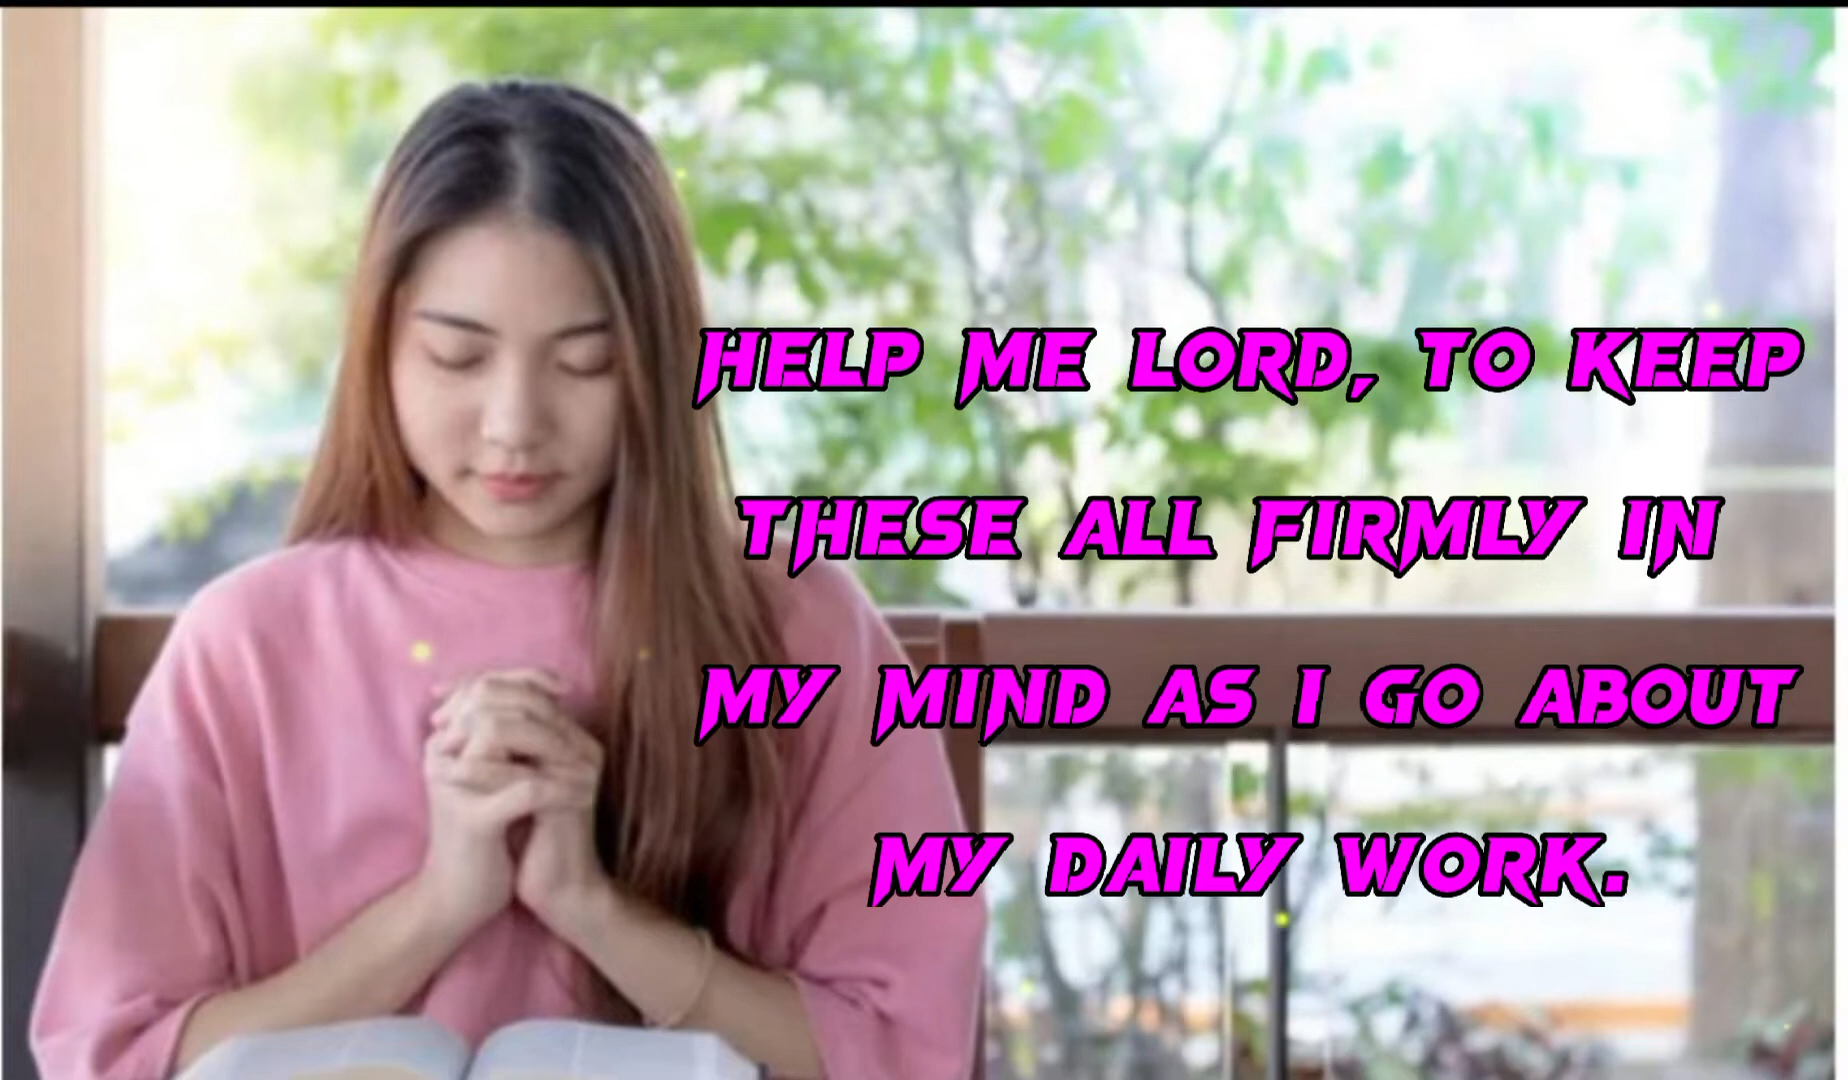 HELP ME LORD, TO KEEP
THESE ALL FIRMLY IN
MY MIND AS I GO ABOUT
MY DAILY WORK.